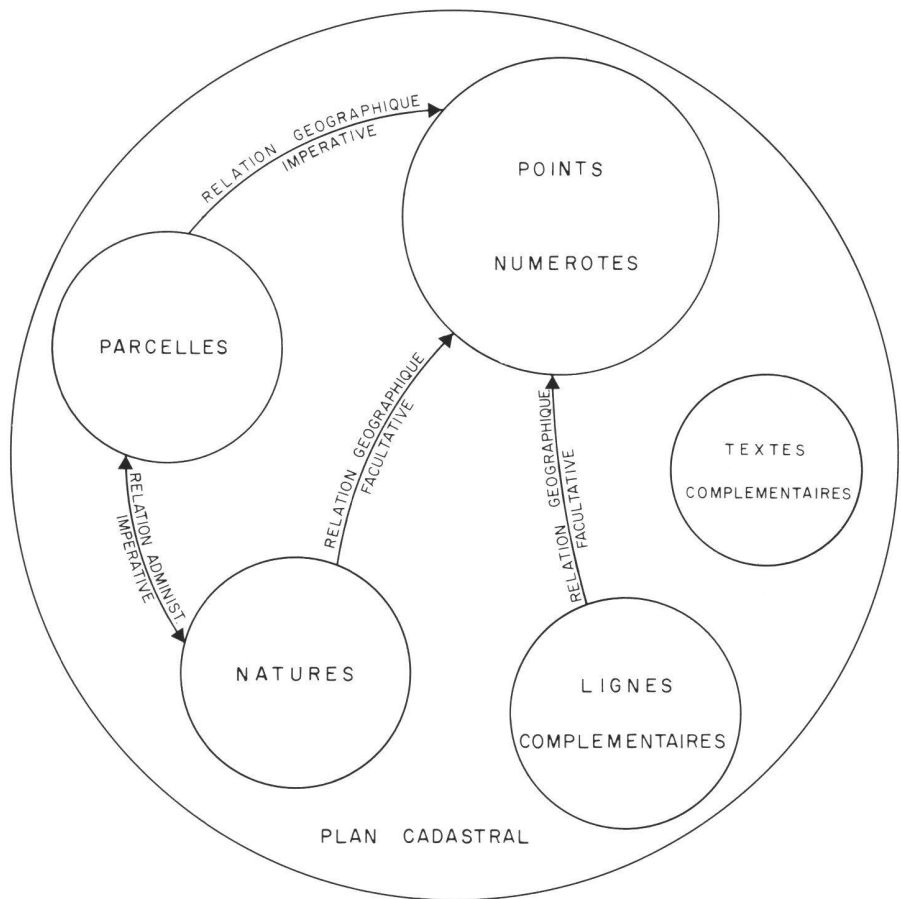 RELATION GEOGRAPHIQUE
IMPERATIVE
POINTS
NUMEROTES
PARCELLES
RELATION GEOGRAPHIQUE
FACULTATIVE
RELATION GEOGRAPHIQUE
FACULTATIVE
TEXTES
COMPLEMENTAIRES
RELATION ADMINIST.
IMPERATIVE
NATURES
LIGNES
COMPLEMENTAIRES
PLAN CADASTRAL